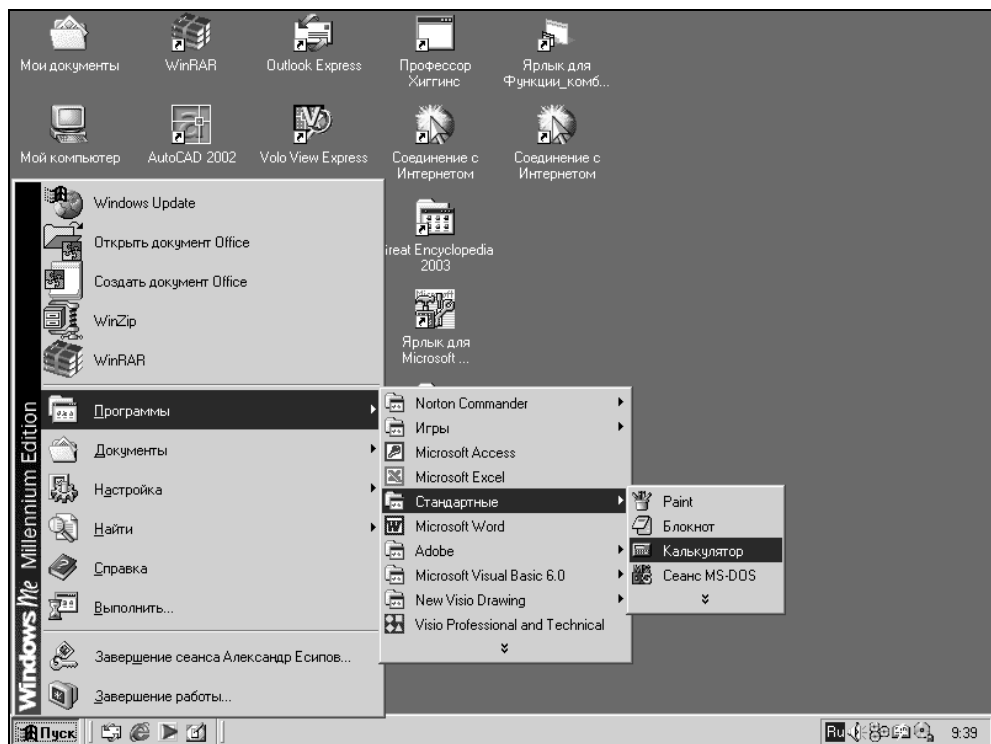 Мои документы
WinRAR
Outlook Express
Профессор
Хиггинс
Ярлык для
Функции_комб...
Мой компьютер
AutoCAD 2002
Volo View Express
Соединение с
Интернетом
Соединение с
Интернетом
reat Encyclopedia
2003
Ярлык для
Microsoft ...
Windows Update
Открыть документ Office
Создать документ Office
WinZip
WinRAR
Программы
Документы
Настройка
Найти
Справка
Выполнить...
Завершение сеанса Александр Есипов...
Завершение работы...
Windows Me Millennium Edition
Norton Commander
Игры
Microsoft Access
Microsoft Excel
Стандартные
Microsoft Word
Adobe
Microsoft Visual Basic 6.0
New Visio Drawing
Visio Professional and Technical
Paint
Блокнот
Калькулятор
Сеанс MS-DOS
Пуск
Ru
9:39